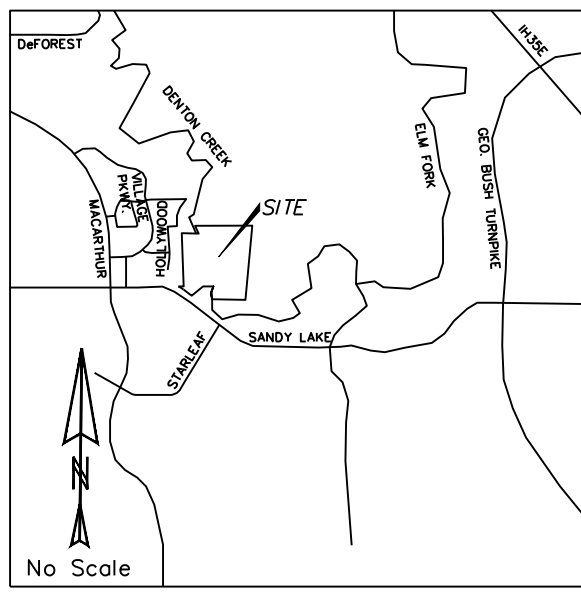 DeFOREST
IH35E
DENTON CREEK
ELM FORK
GEO. BUSH TURNPIKE
VILLAGE
PKWY.
HOLLYWOOD
MACARTHUR
SITE
SANDY LAKE
STARLEAF
N
No Scale